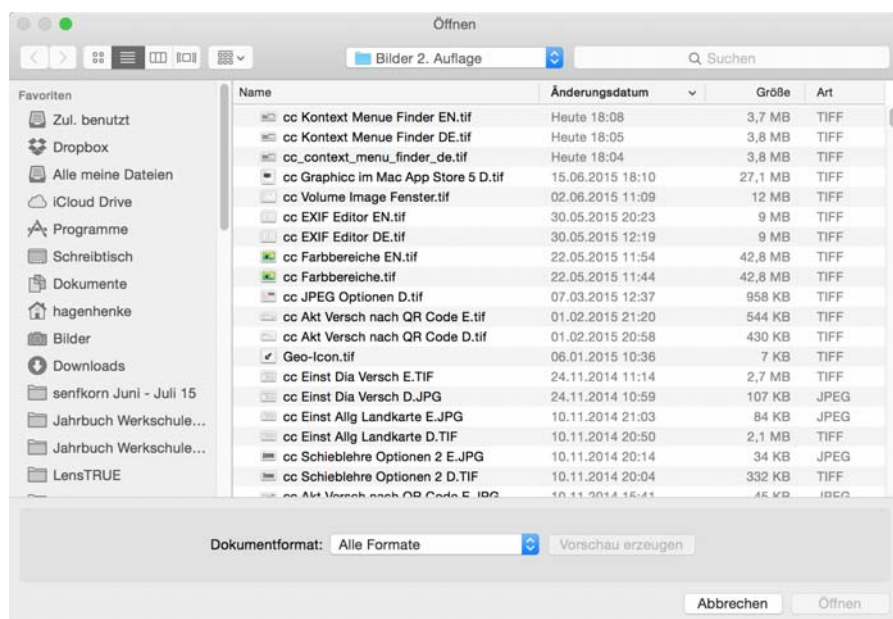 Öffnen
Bilder 2. Auflage
Suchen
Favoriten
Zul. benutzt
Dropbox
Alle meine Dateien
iCloud Drive
Programme
Schreibtisch
Dokumente
hagenhenke
Bilder
Downloads
senfkorn Juni - Juli 15
Jahrbuch Werkschule...
Jahrbuch Werkschule...
LensTRUE
Name Änderungsdatum Größe Art
cc Kontext Menue Finder EN.tif Heute 18:08 3,7 MB TIFF
cc Kontext Menue Finder DE.tif Heute 18:05 3,8 MB TIFF
cc_context_menu_finder_de.tif Heute 18:04 3,8 MB TIFF
cc Graphicc im Mac App Store 5 D.tif 15.06.2015 18:10 27,1 MB TIFF
cc Volume Image Fenster.tif 02.06.2015 11:09 12 MB TIFF
cc EXIF Editor EN.tif 30.05.2015 20:23 9 MB TIFF
cc EXIF Editor DE.tif 30.05.2015 12:19 9 MB TIFF
cc Farbbereiche EN.tif 22.05.2015 11:54 42,8 MB TIFF
cc Farbbereiche.tif 22.05.2015 11:44 42,8 MB TIFF
cc JPEG Optionen D.tif 07.03.2015 12:37 958 KB TIFF
cc Akt Versch nach QR Code E.tif 01.02.2015 21:20 544 KB TIFF
cc Akt Versch nach QR Code D.tif 01.02.2015 20:58 430 KB TIFF
Geo-Icon.tif 06.01.2015 10:36 7 KB TIFF
cc Einst Dia Versch E.TIF 24.11.2014 11:14 2,7 MB TIFF
cc Einst Dia Versch D.JPG 24.11.2014 10:59 107 KB JPEG
cc Einst Allg Landkarte E.JPG 10.11.2014 21:03 84 KB JPEG
cc Einst Allg Landkarte D.TIF 10.11.2014 20:50 2,1 MB TIFF
cc Schieblehre Optionen 2 E.JPG 10.11.2014 20:14 34 KB JPEG
cc Schieblehre Optionen 2 D.TIF 10.11.2014 20:04 332 KB TIFF
cc Akt Versch nach QR Code E.JPG 10.11.2014 15:41 45 KB JPEG
Dokumentformat: Alle Formate Vorschau erzeugen
Abbrechen Öffnen